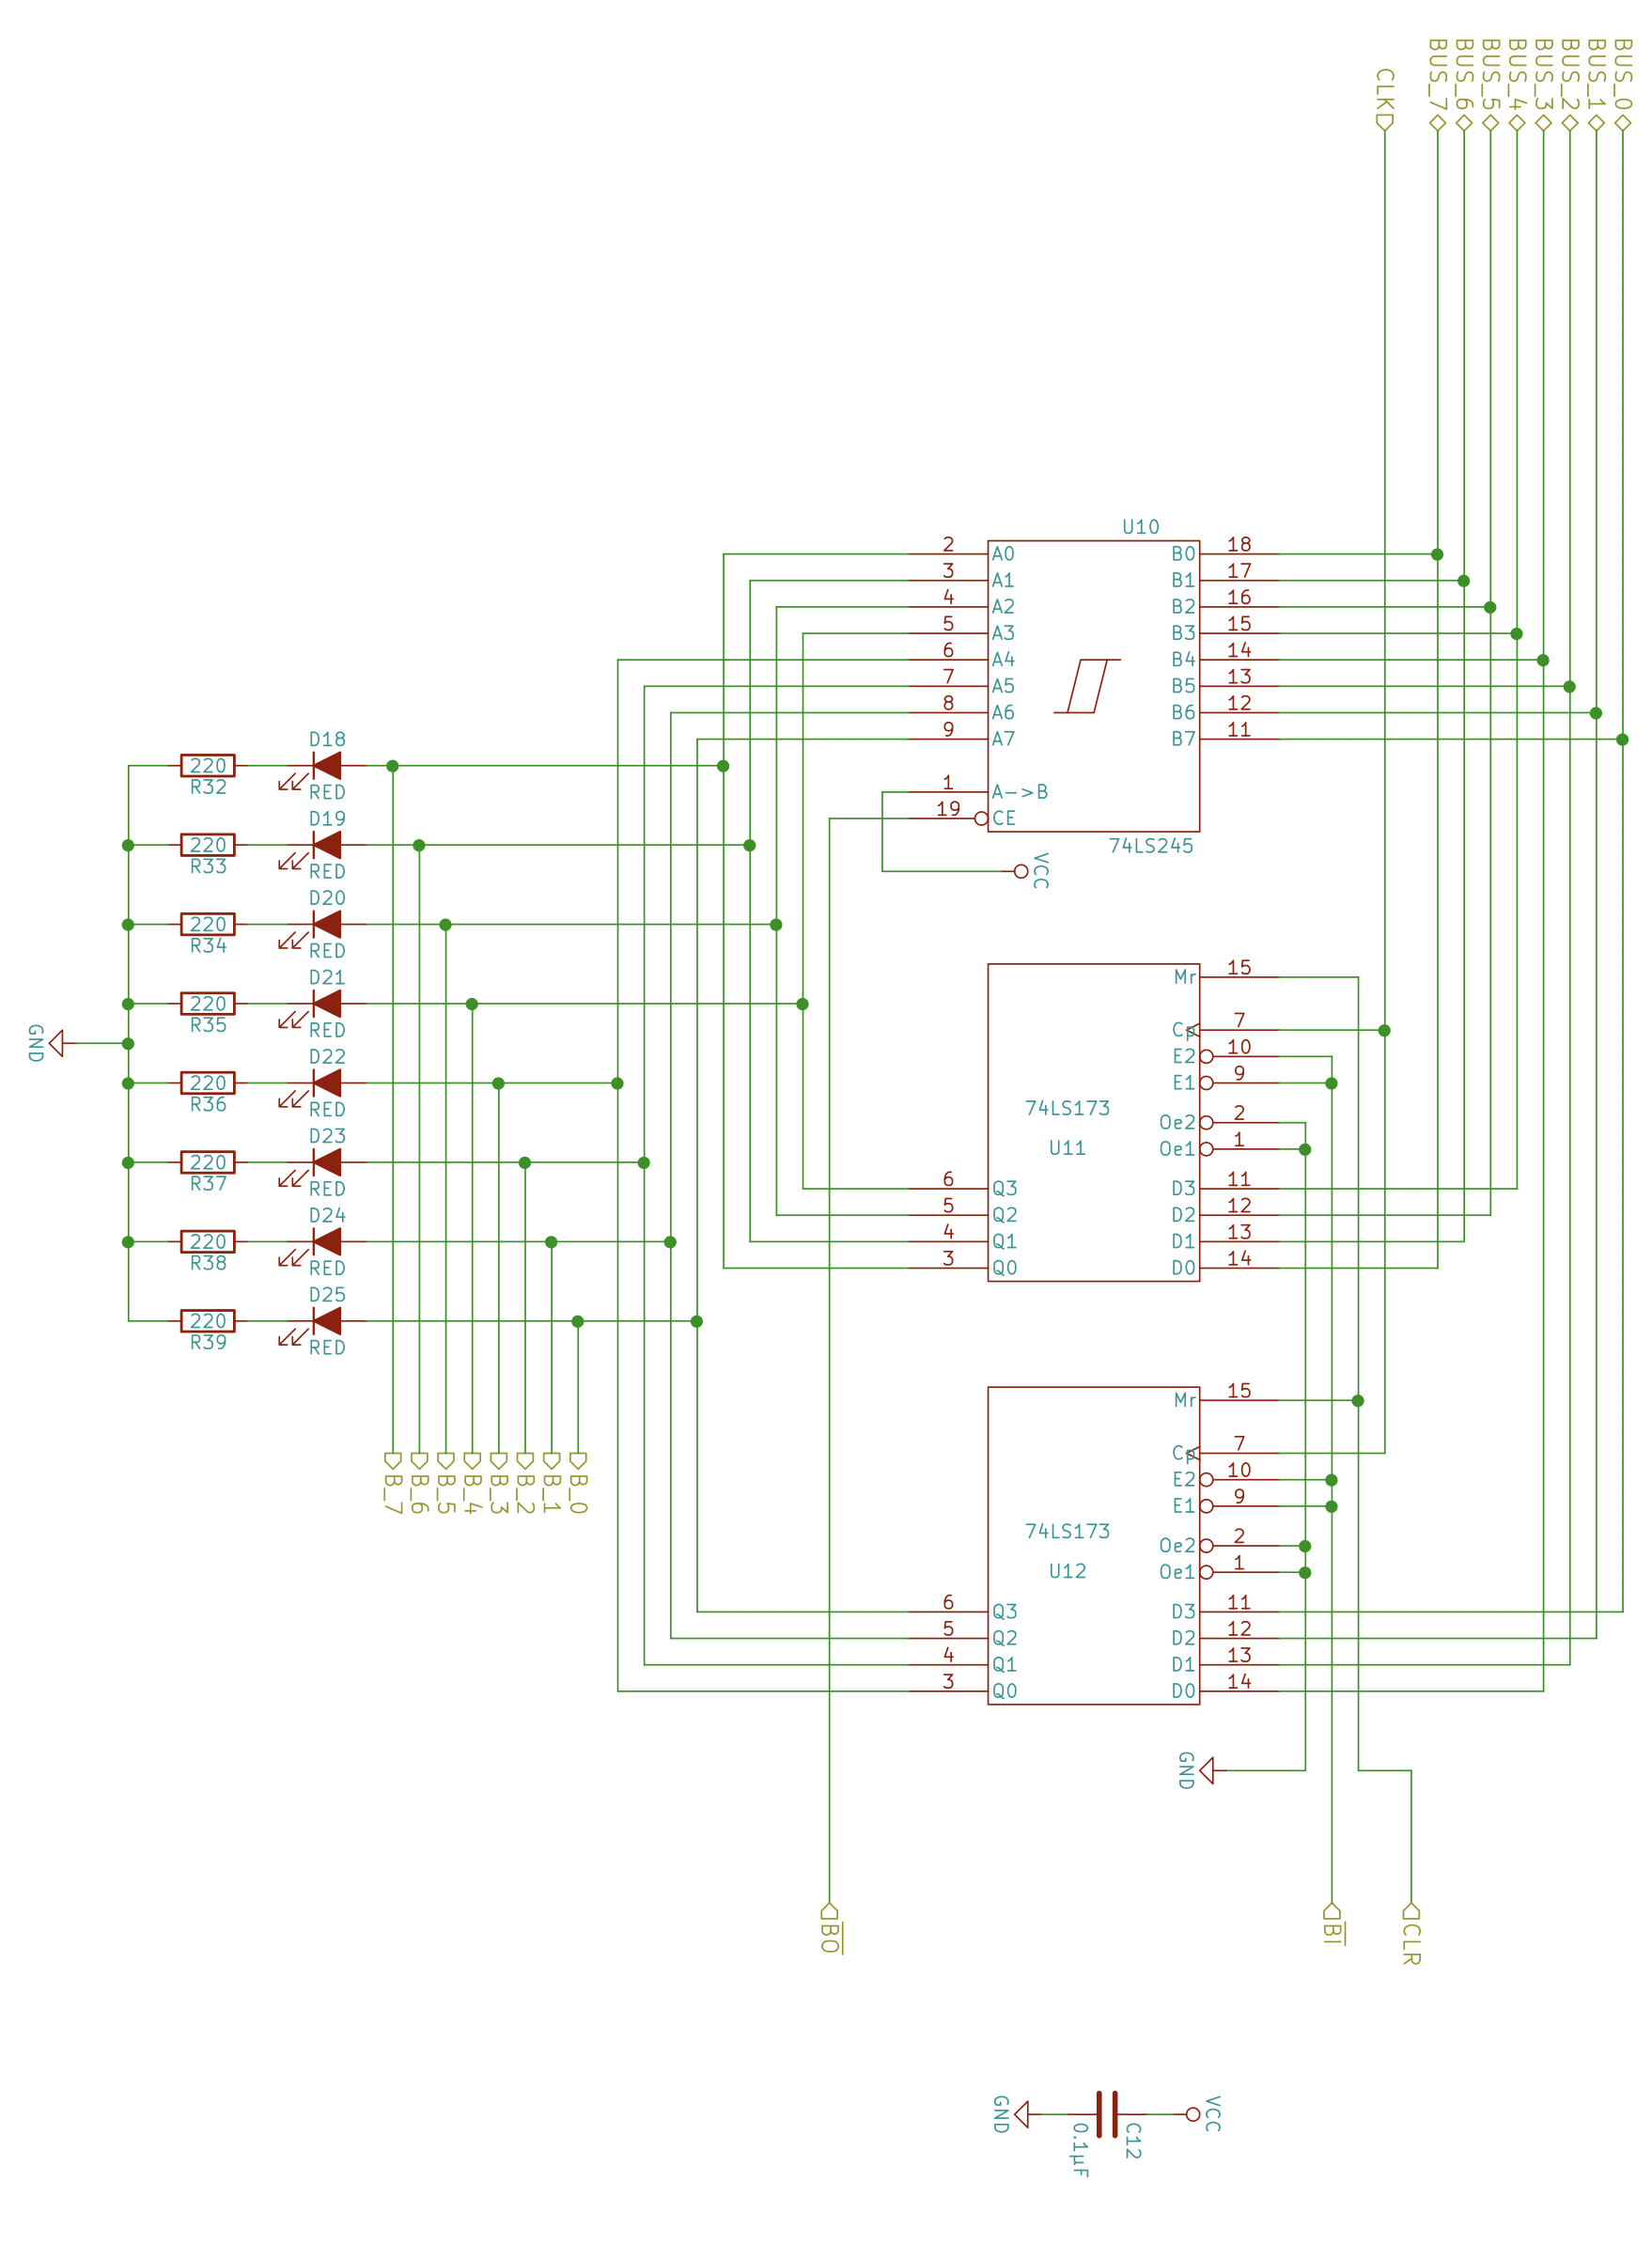 BUS_7
BUS_6
BUS_5
BUS_4
BUS_3
BUS_2
BUS_1
BUS_0
CLK
U10
2 A0 B0 18
3 A1 B1 17
4 A2 B2 16
5 A3 B3 15
6 A4 B4 14
7 A5 B5 13
8 A6 B6 12
9 A7 B7 11
1 A->B
19 CE
74LS245
VCC
D18
220
R32 RED
D19
220
R33 RED
D20
220
R34 RED
D21
220
R35 RED
D22
220
R36 RED
D23
220
R37 RED
D24
220
R38 RED
D25
220
R39 RED
GND
Mr 15
Cp 7
E2 10
E1 9
74LS173
Oe2 2
U11
Oe1 1
6 Q3 D3 11
5 Q2 D2 12
4 Q1 D1 13
3 Q0 D0 14
Mr 15
Cp 7
E2 10
E1 9
74LS173
Oe2 2
U12
Oe1 1
6 Q3 D3 11
5 Q2 D2 12
4 Q1 D1 13
3 Q0 D0 14
B_7
B_6
B_5
B_4
B_3
B_2
B_1
B_0
GND
BO
BI
CLR
GND
0.1µF
C12
VCC